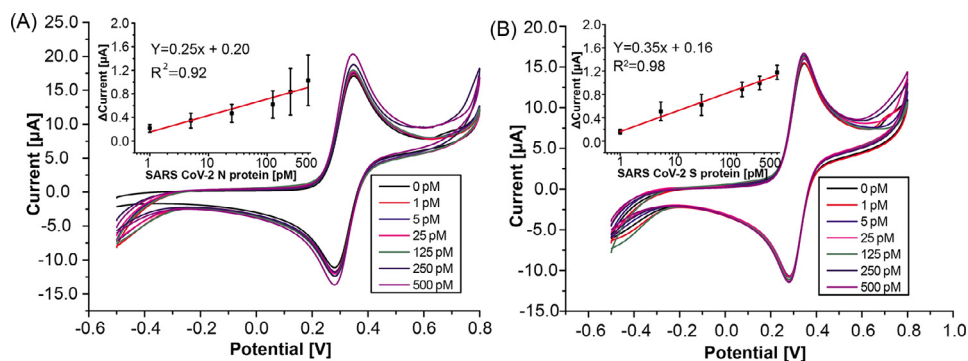 (A)
25.0
20.0
15.0
10.0
5.0
0.0
-5.0
-10.0
-15.0
Current [µA]
-0.6 -0.4 -0.2 0.0 0.2 0.4 0.6 0.8
Potential [V]
2.0
1.6
1.2
0.8
0.4
0.0
ΔCurrent [µA]
Y=0.25x + 0.20
R²=0.92
1 10 100 500
SARS CoV-2 N protein [pM]
0 pM
1 pM
5 pM
25 pM
125 pM
250 pM
500 pM
(B)
25.0
20.0
15.0
10.0
5.0
0.0
-5.0
-10.0
-15.0
Current [µA]
-0.6 -0.4 -0.2 0.0 0.2 0.4 0.6 0.8 1.0
Potential [V]
2.0
1.6
1.2
0.8
0.4
0.0
ΔCurrent [µA]
Y=0.35x + 0.16
R²=0.98
1 10 100 500
SARS CoV-2 S protein [pM]
0 pM
1 pM
5 pM
25 pM
125 pM
250 pM
500 pM